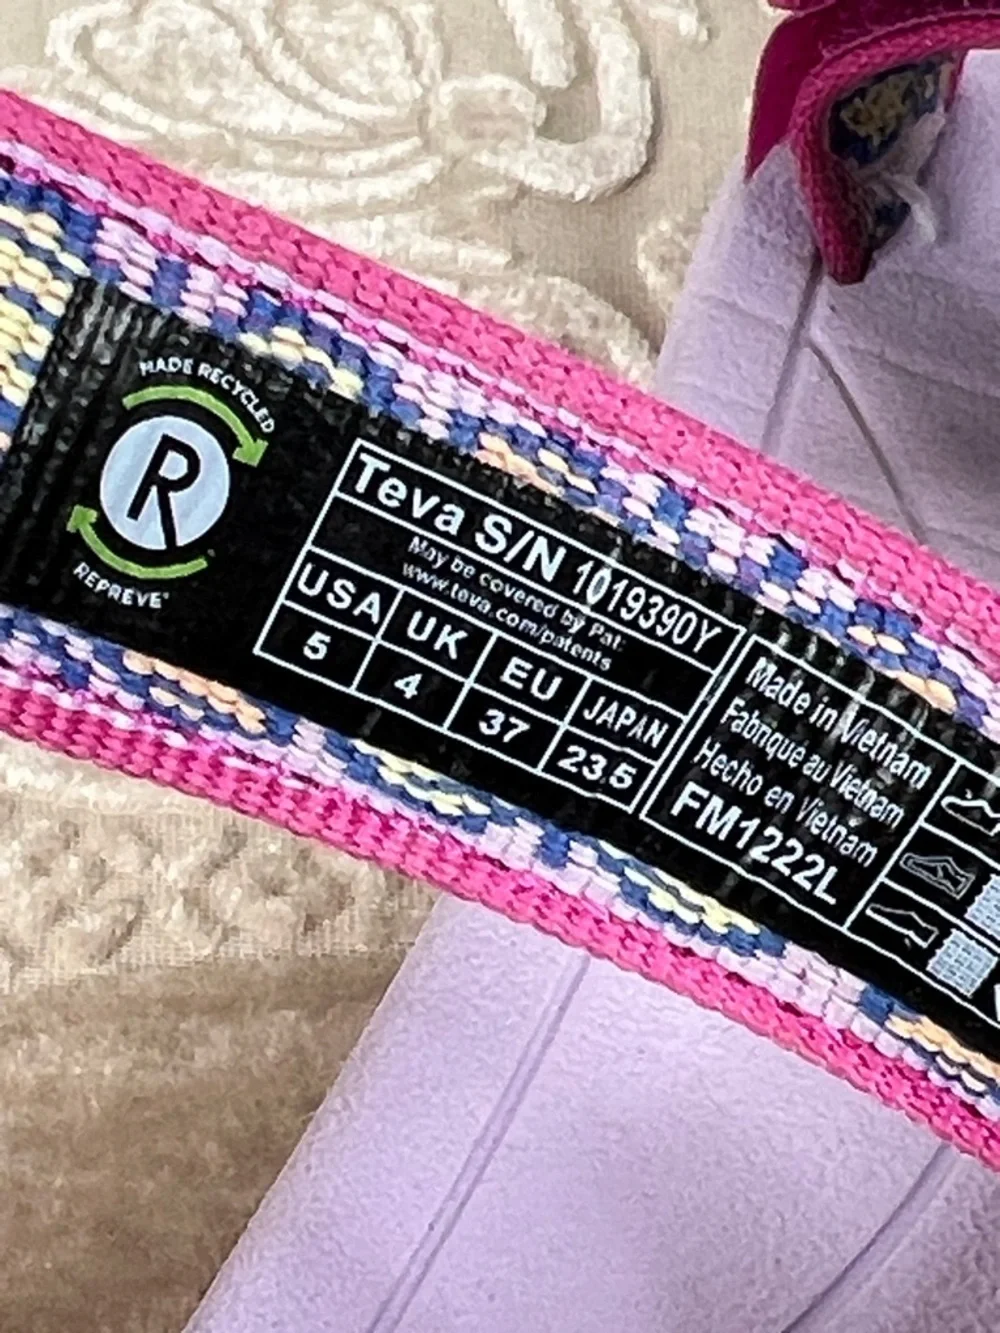 MADE RECYCLED
R
REPREVE
Teva S/N 1019390Y
May be covered by Pat:
www.teva.com/patents
USA UK EU JAPAN
5 4 37 23.5
Made in Vietnam
Fabriqué au Vietnam
Hecho en Vietnam
FM1222L